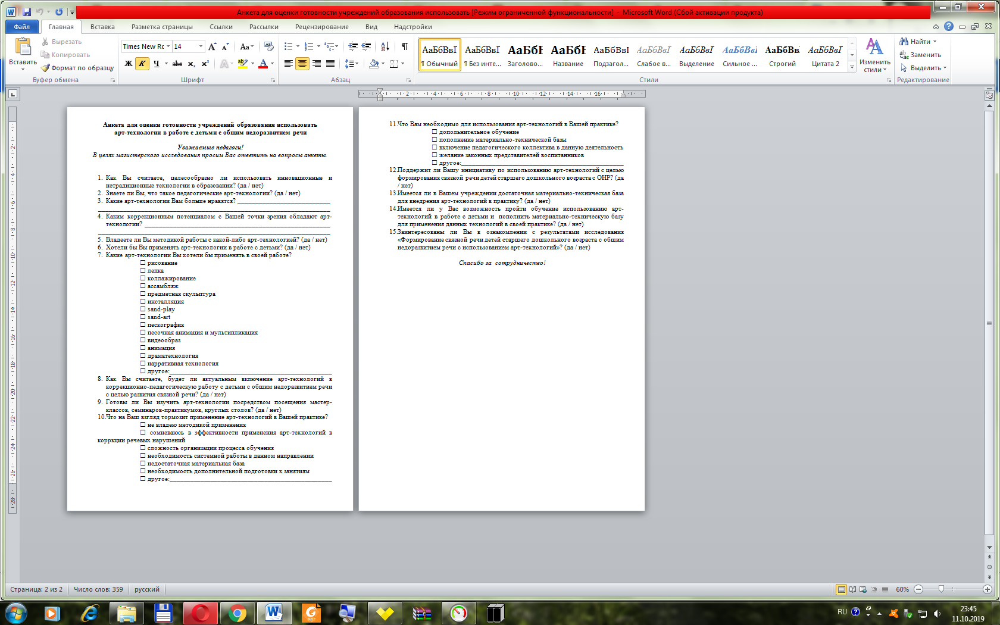 Анкета для оценки готовности учреждений образования использовать [Режим ограниченной функциональности] - Microsoft Word (Сбой активации продукта)
Файл Главная Вставка Разметка страницы Ссылки Рассылки Рецензирование Вид Надстройки
Вставить
Вырезать
Копировать
Формат по образцу
Буфер обмена
Times New Rc 14
Ж К Ч abc x₂ x²
Шрифт
Абзац
АаБбВвГ АаБбВвГ АаБбІ АаБбВ АаБбВвГ АаБбВвГ АаБбВвГ АаБбВвГ АаБбВв АаБбВвГ
¶ Обычный ¶ Без инте... Заголово... Название Подзагол... Слабое в... Выделение Сильное ... Строгий Цитата 2
Стили
Изменить стили
Найти
Заменить
Выделить
Редактирование
2 4 6 8 10 12 14 16
Анкета для оценки готовности учреждений образования использовать
арт-технологии в работе с детьми с общим недоразвитием речи
Уважаемые педагоги!
В целях магистерского исследования просим Вас ответить на вопросы анкеты.
1. Как Вы считаете, целесообразно ли использовать инновационные и
нетрадиционные технологии в образовании? (да / нет)
2. Знаете ли Вы, что такое педагогические арт-технологии? (да / нет)
3. Какие арт-технологии Вам больше нравятся?
4. Каким коррекционным потенциалом с Вашей точки зрения обладают арт-
технологии?
5. Владеете ли Вы методикой работы с какой-либо арт-технологией? (да / нет)
6. Хотели бы Вы применять арт-технологии в работе с детьми? (да / нет)
7. Какие арт-технологии Вы хотели бы применять в своей работе?
☐ рисование
☐ лепка
☐ коллажирование
☐ ассамбляж
☐ предметная скульптура
☐ инсталляция
☐ sand-play
☐ sand-art
☐ пескография
☐ песочная анимация и мультипликация
☐ видеообраз
☐ анимация
☐ драматехнология
☐ нарративная технология
☐ другое:
8. Как Вы считаете, будет ли актуальным включение арт-технологий в
коррекционно-педагогическую работу с детьми с общим недоразвитием речи
с целью развития связной речи? (да / нет)
9. Готовы ли Вы изучить арт-технологии посредством посещения мастер-
классов, семинаров-практикумов, круглых столов? (да / нет)
10.Что на Ваш взгляд тормозит применение арт-технологий в Вашей практике?
☐ не владею методикой применения
☐ сомневаюсь в эффективности применения арт-технологий в
корркции речевых нарушений
☐ сложность организации процесса обучения
☐ необходимость системной работы в данном направлении
☐ недостаточная материальная база
☐ необходимость дополнительной подготовки к занятиям
☐ другое:
11.Что Вам необходимо для использования арт-технологий в Вашей практике?
☐ допольнительное обучение
☐ пополнение материально-технической базы
☐ включение педагогического коллектива в данную деятельность
☐ желание законных представителей воспитанников
☐ другое:
12.Поддержит ли Вашу инициативу по использованию арт-технологий с целью
формирования связной речи детей старшего дошкольного возраста с ОНР? (да
/ нет)
13.Имеется ли в Вашем учреждении достаточная материально-техническая база
для внедрения арт-технологий в практику? (да / нет)
14.Имеется ли у Вас возможность пройти обучение использованию арт-
технологий в работе с детьми и пополнить материально-техническую базу
для применения данных технологий в своей практике? (да / нет)
15.Заинтересованы ли Вы в ознакомлении с результатами исследования
«Формирование связной речи детей старшего дошкольного возраста с общим
недоразвитием речи с использованием арт-технологий»? (да / нет)
Спасибо за сотрудничество!
Страница: 2 из 2 Число слов: 359 русский
60%
RU
23:45
11.10.2019